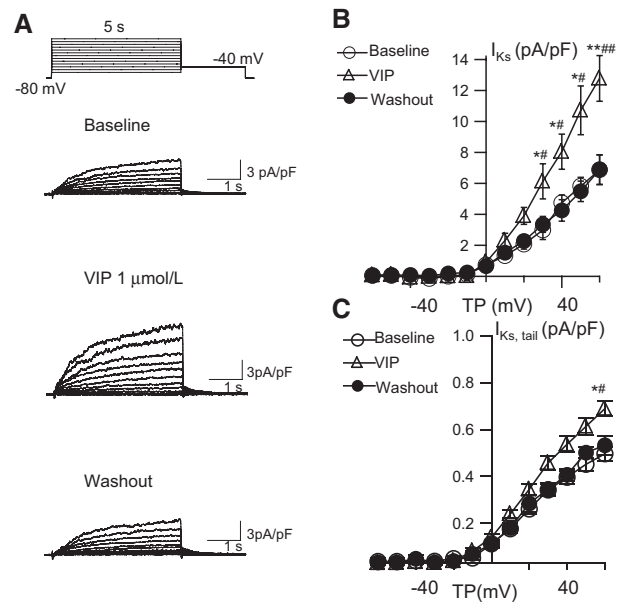 A
5 s
-40 mV
-80 mV
Baseline
3 pA/pF
1 s
VIP 1 μmol/L
3pA/pF
1 s
Washout
3pA/pF
1 s
B
Baseline
VIP
Washout
IKs (pA/pF)
14
12
10
8
6
4
2
*#
*#
*#
**##
-40
TP (mV)
40
C
Baseline
VIP
Washout
IKs, tail (pA/pF)
1.0
0.8
0.6
0.4
0.2
*#
-40
TP(mV)
40